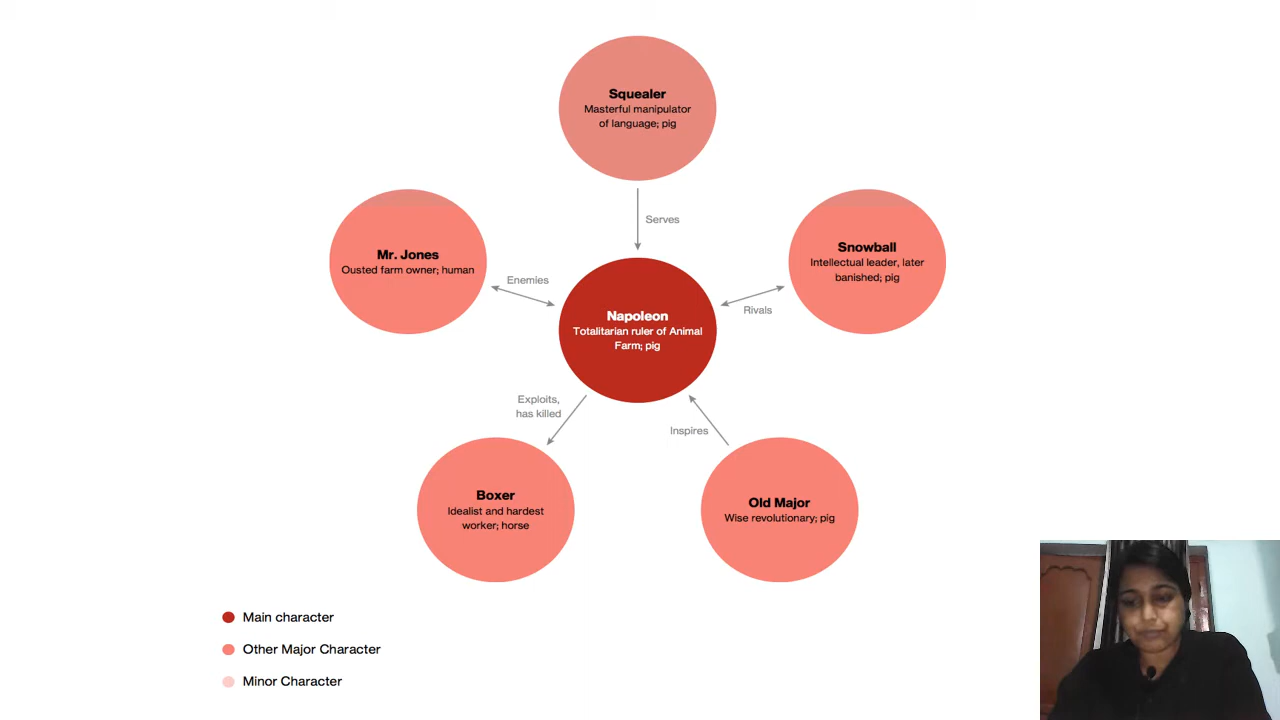 Squealer
Masterful manipulator
of language; pig
Serves
Mr. Jones
Ousted farm owner; human
Enemies
Snowball
Intellectual leader, later
banished; pig
Rivals
Napoleon
Totalitarian ruler of Animal
Farm; pig
Exploits,
has killed
Inspires
Boxer
Idealist and hardest
worker; horse
Old Major
Wise revolutionary; pig
Main character
Other Major Character
Minor Character